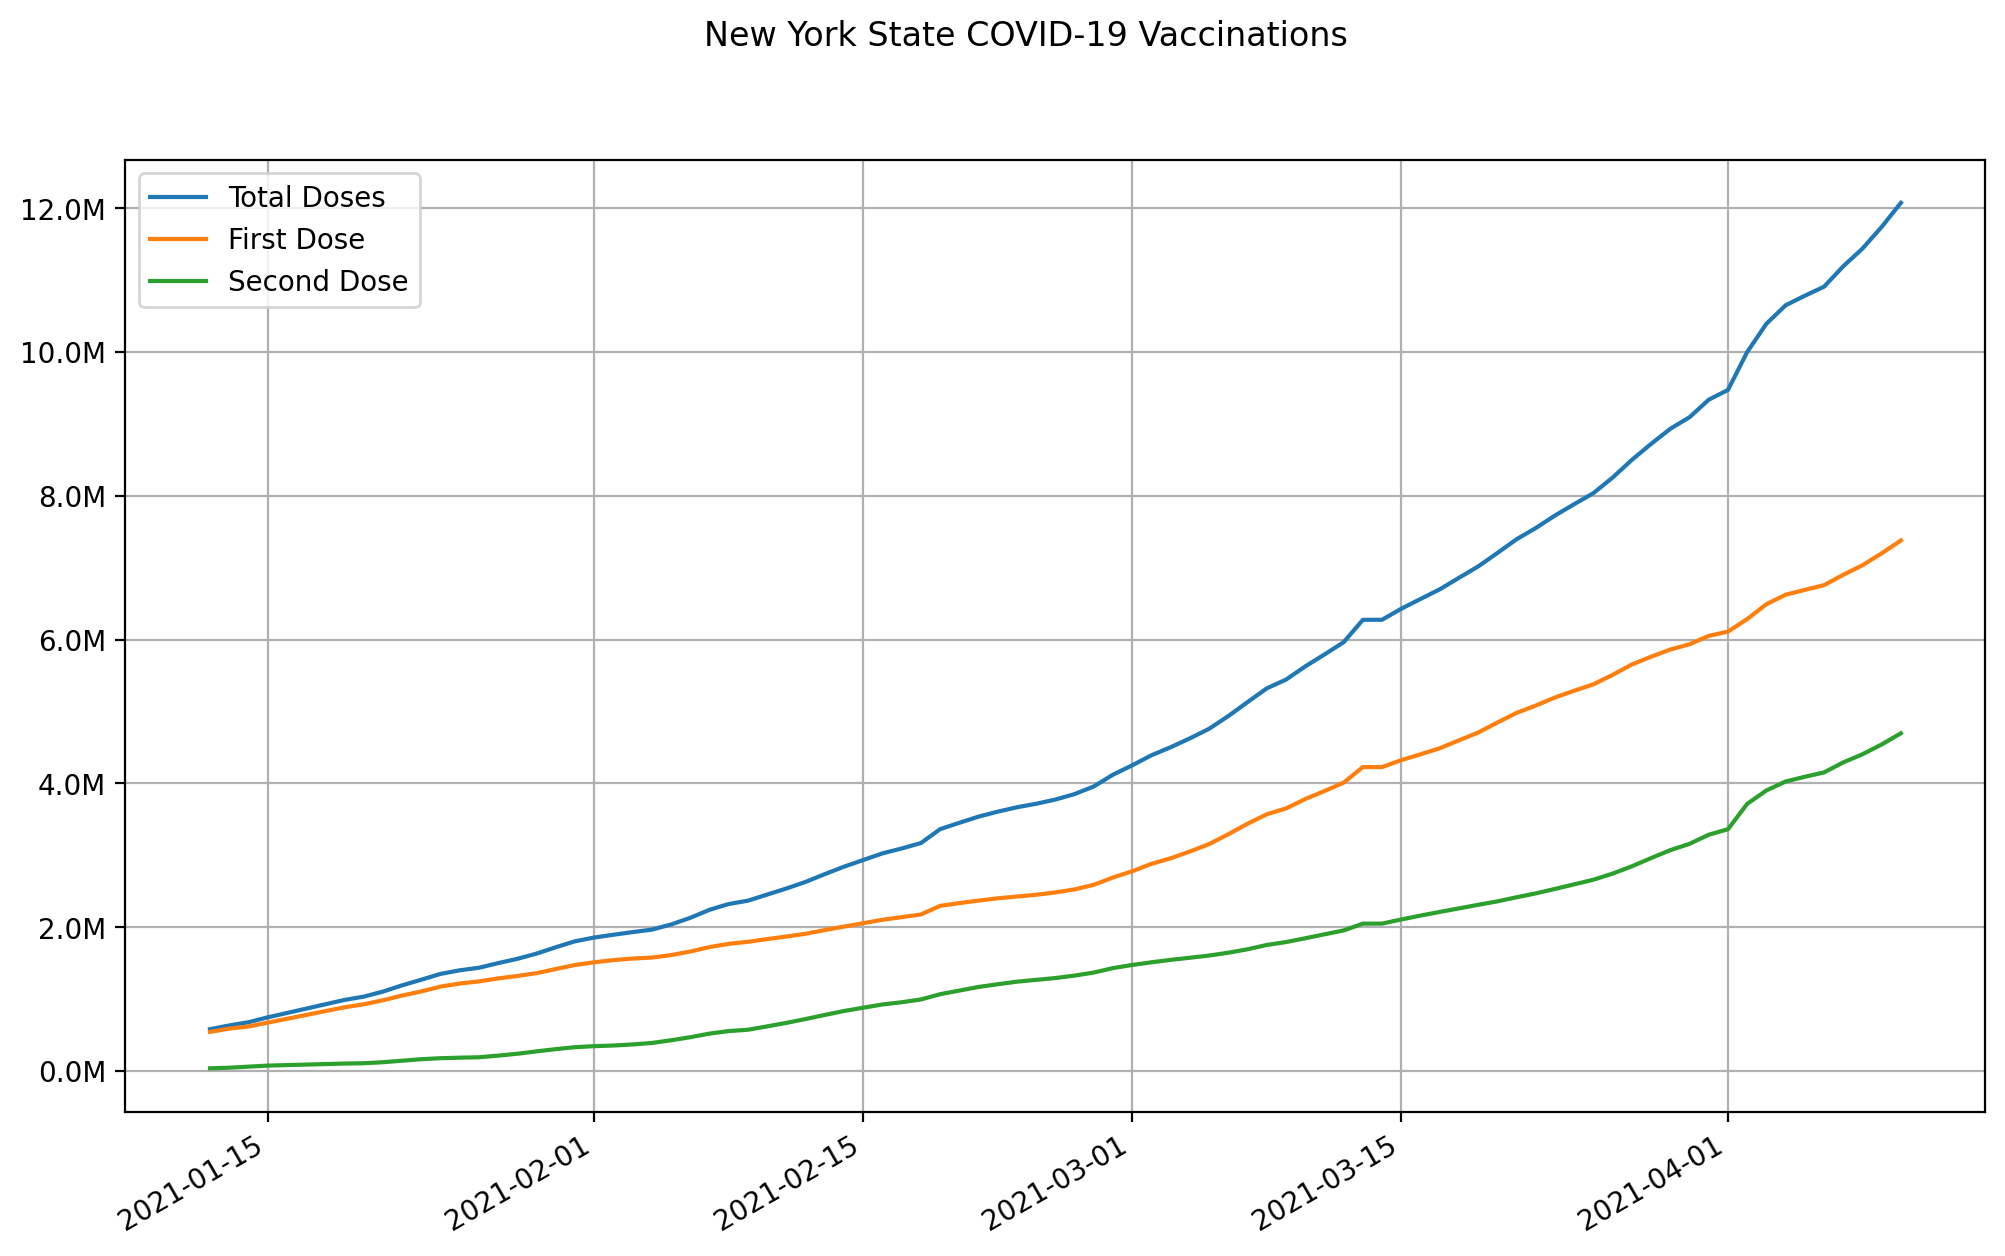 New York State COVID-19 Vaccinations
Total Doses
First Dose
Second Dose
12.0M
10.0M
8.0M
6.0M
4.0M
2.0M
0.0M
2021-01-15
2021-02-01
2021-02-15
2021-03-01
2021-03-15
2021-04-01